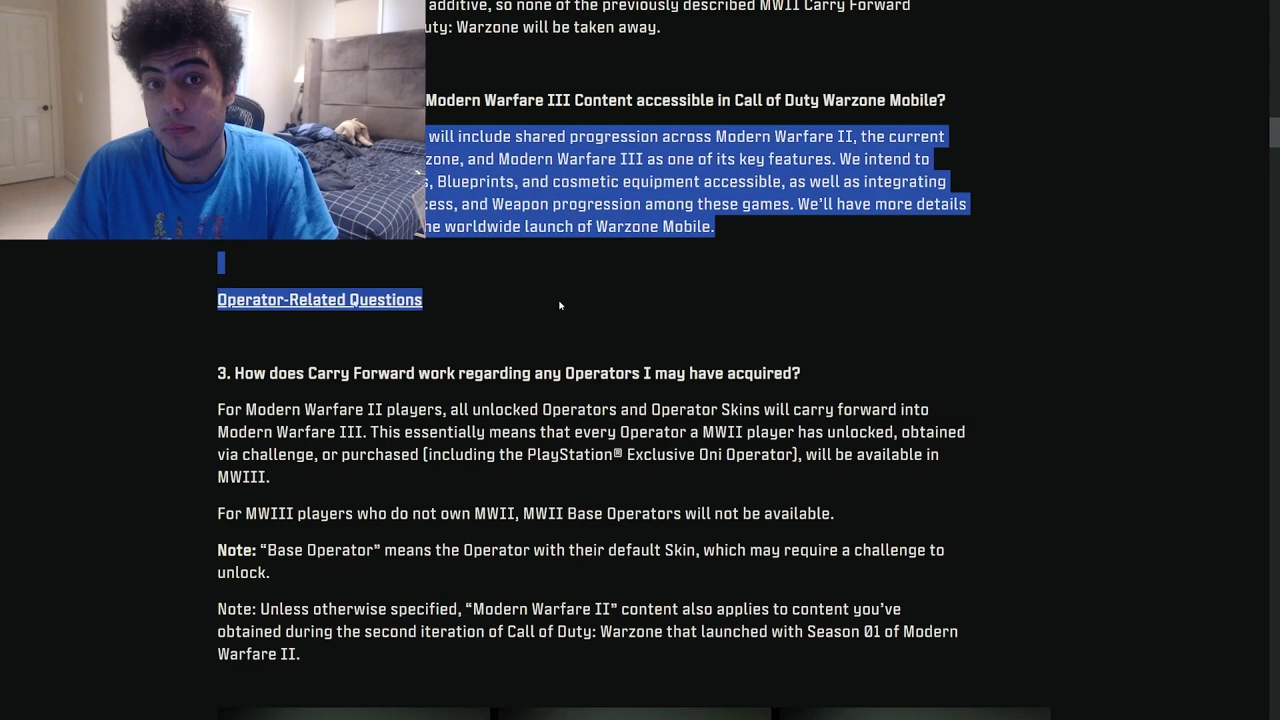 additive, so none of the previously described MWII Carry Forward
uty: Warzone will be taken away.
Modern Warfare III Content accessible in Call of Duty Warzone Mobile?
will include shared progression across Modern Warfare II, the current
zone, and Modern Warfare III as one of its key features. We intend to
s, Blueprints, and cosmetic equipment accessible, as well as integrating
cess, and Weapon progression among these games. We’ll have more details
he worldwide launch of Warzone Mobile.
Operator-Related Questions
3. How does Carry Forward work regarding any Operators I may have acquired?
For Modern Warfare II players, all unlocked Operators and Operator Skins will carry forward into
Modern Warfare III. This essentially means that every Operator a MWII player has unlocked, obtained
via challenge, or purchased (including the PlayStation® Exclusive Oni Operator), will be available in
MWIII.
For MWIII players who do not own MWII, MWII Base Operators will not be available.
Note: “Base Operator” means the Operator with their default Skin, which may require a challenge to
unlock.
Note: Unless otherwise specified, “Modern Warfare II” content also applies to content you’ve
obtained during the second iteration of Call of Duty: Warzone that launched with Season 01 of Modern
Warfare II.